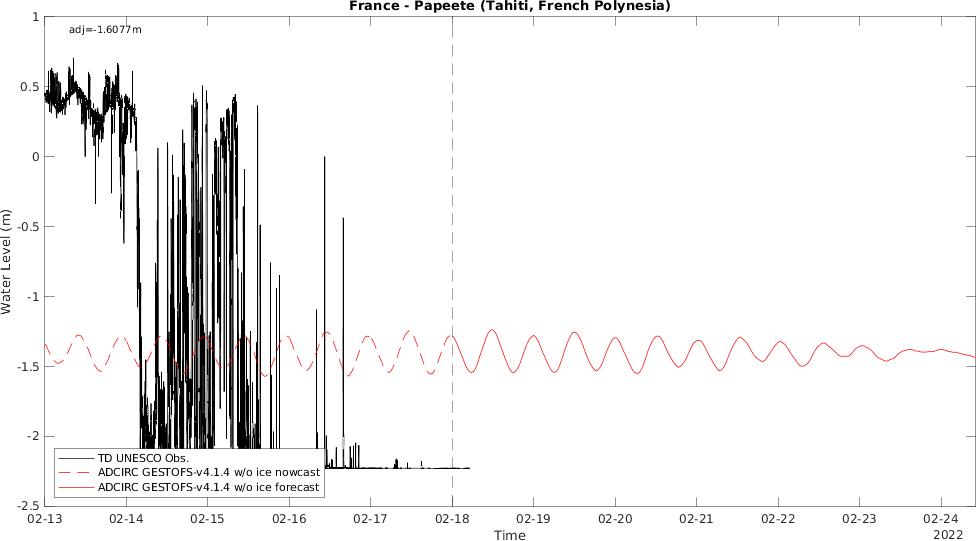 France - Papeete (Tahiti, French Polynesia)
adj=-1.6077m
1
0.5
0
-0.5
-1
-1.5
-2
-2.5
Water Level (m)
TD UNESCO Obs.
ADCIRC GESTOFS-v4.1.4 w/o ice nowcast
ADCIRC GESTOFS-v4.1.4 w/o ice forecast
02-13 02-14 02-15 02-16 02-17 02-18 02-19 02-20 02-21 02-22 02-23 02-24
Time 2022